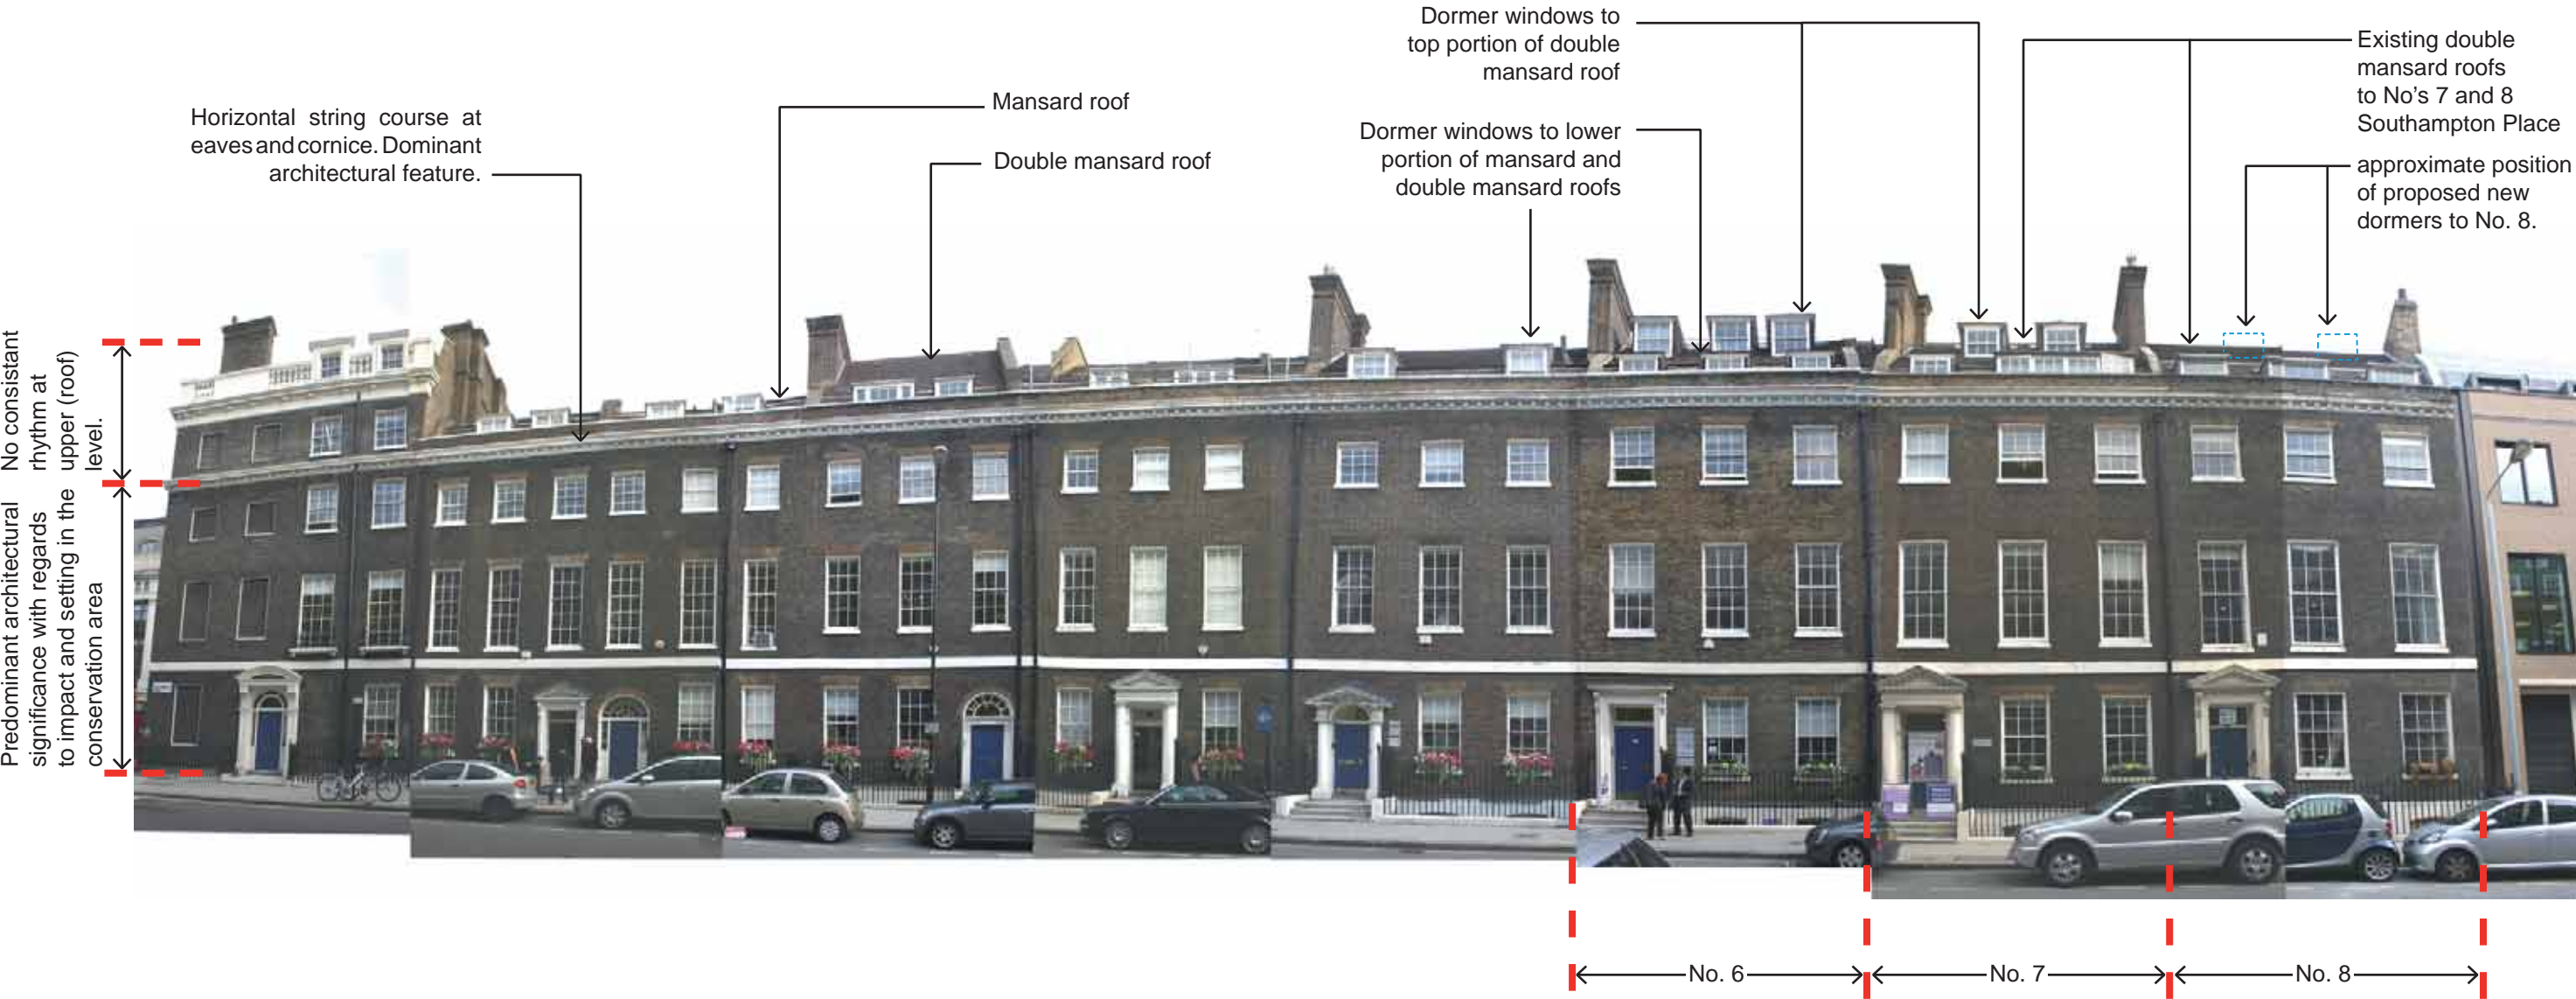 Dormer windows to
top portion of double
mansard roof
Existing double
mansard roofs
to No's 7 and 8
Southampton Place
Mansard roof
Horizontal string course at
eaves and cornice. Dominant
architectural feature.
Double mansard roof
Dormer windows to lower
portion of mansard and
double mansard roofs
approximate position
of proposed new
dormers to No. 8.
No consistant
rhythm at
upper (roof)
level.
Predominant architectural
significance with regards
to impact and setting in the
conservation area
No. 6
No. 7
No. 8